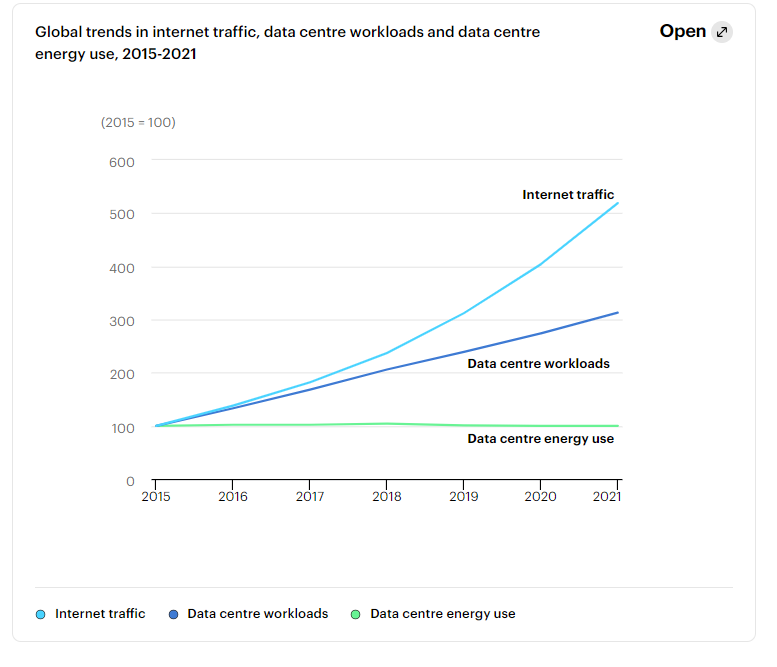 Global trends in internet traffic, data centre workloads and data centre
energy use, 2015-2021
Open
(2015 = 100)
600
Internet traffic
500
400
300
Data centre workloads
200
100
Data centre energy use
0
2015 2016 2017 2018 2019 2020 2021
Internet traffic Data centre workloads Data centre energy use